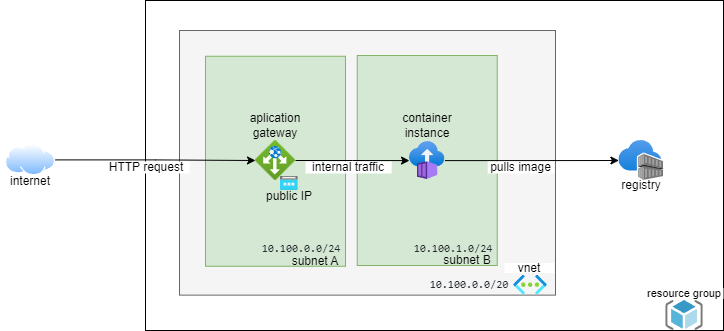 aplication
gateway
container
instance
HTTP request
internal traffic
pulls image
internet
public IP
registry
10.100.0.0/24
subnet A
10.100.1.0/24
subnet B
vnet
10.100.0.0/20
resource group